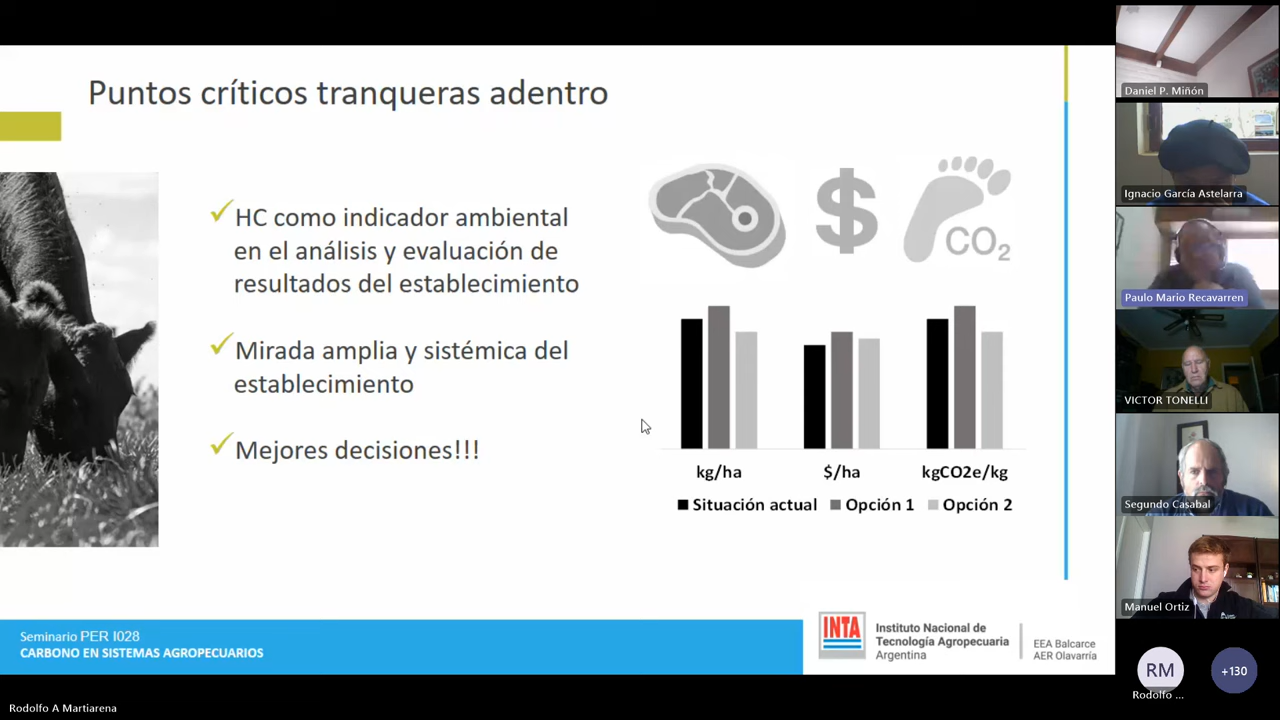 Puntos críticos tranqueras adentro
HC como indicador ambiental
en el análisis y evaluación de
resultados del establecimiento
Mirada amplia y sistémica del
establecimiento
Mejores decisiones!!!
$
CO2
kg/ha
$/ha
kgCO2e/kg
Situación actual
Opción 1
Opción 2
Seminario PER I028
CARBONO EN SISTEMAS AGROPECUARIOS
INTA
Instituto Nacional de
Tecnología Agropecuaria
Argentina
EEA Balcarce
AER Olavarría
Daniel P. Miñón
Ignacio García Astelarra
Paulo Mario Recavarren
VICTOR TONELLI
Segundo Casabal
Manuel Ortiz
RM
+130
Rodolfo ...
Rodolfo A Martiarena